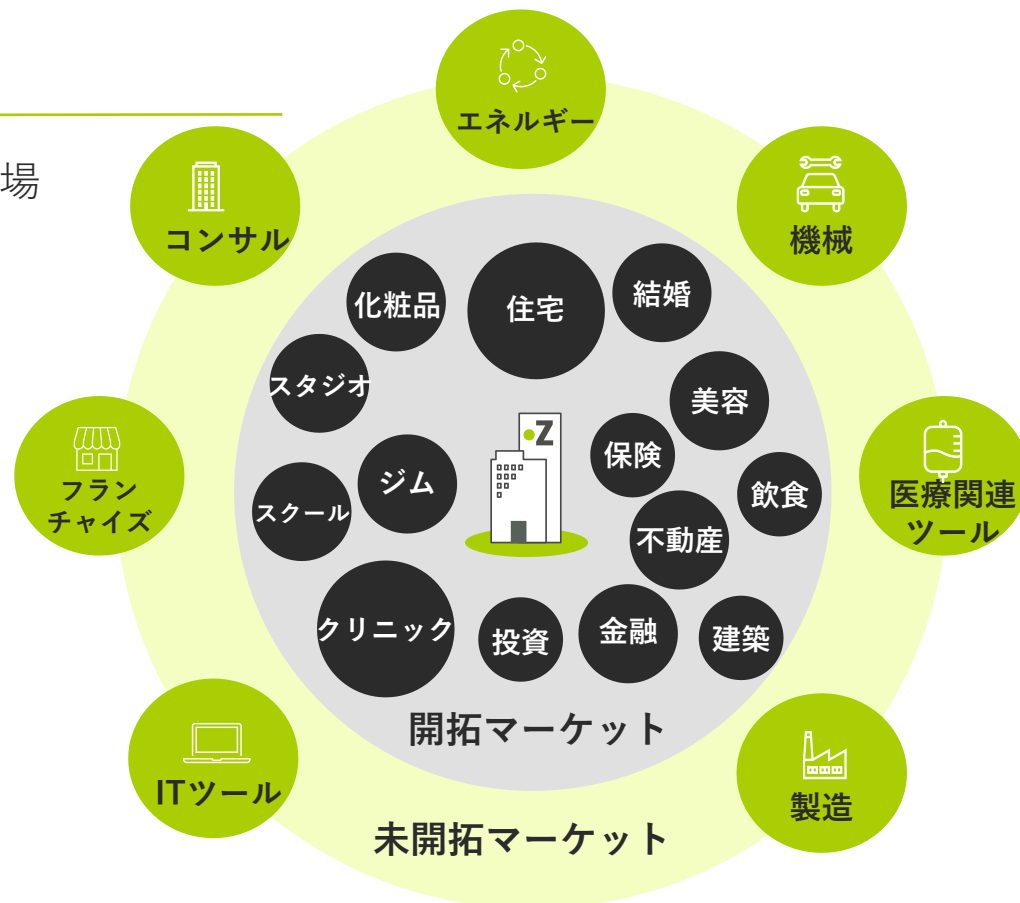 場
エネルギー
コンサル
機械
化粧品
住宅
結婚
スタジオ
美容
•Z
保険
フラン
チャイズ
ジム
スクール
飲食
医療関連
ツール
不動産
クリニック
投資
金融
建築
開拓マーケット
ITツール
製造
未開拓マーケット